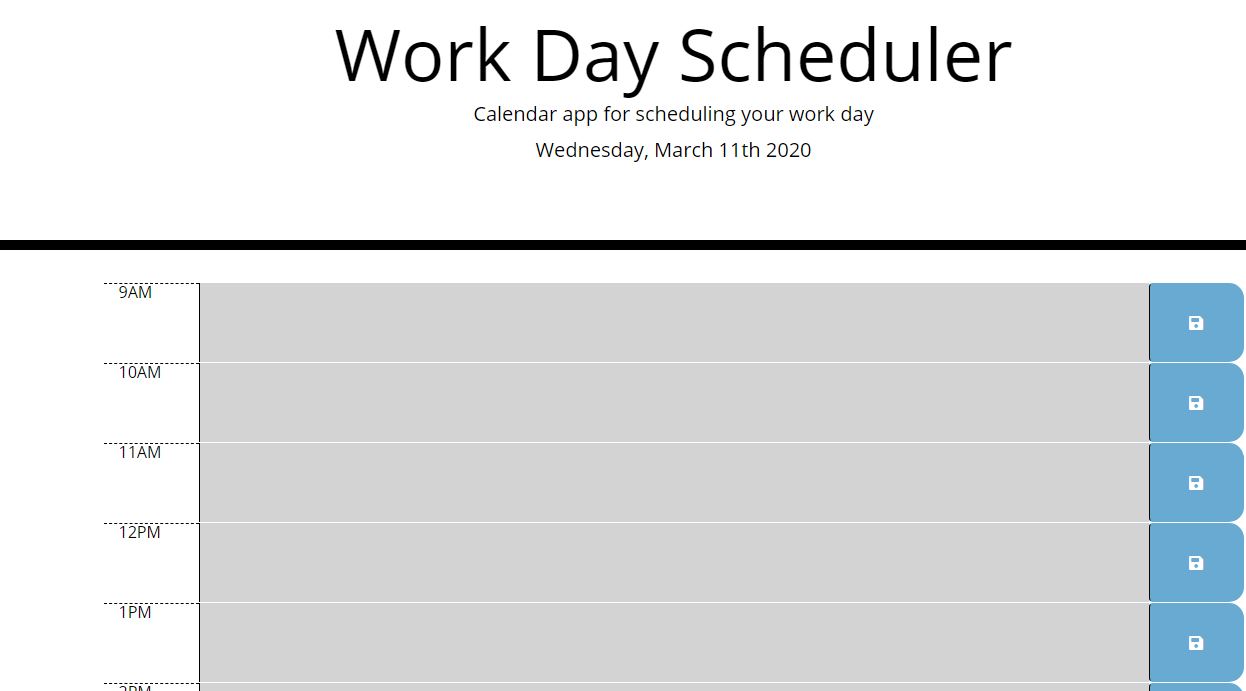 Work Day Scheduler
Calendar app for scheduling your work day
Wednesday, March 11th 2020
9AM
10AM
11AM
12PM
1PM
2PM